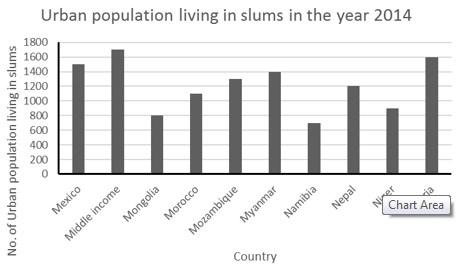 Urban population living in slums in the year 2014
No. of Urban population living in slums
1800
1600
1400
1200
1000
800
600
400
200
0
Mexico
Middle income
Mongolia
Morocco
Mozambique
Myanmar
Namibia
Nepal
Chart Area
Country